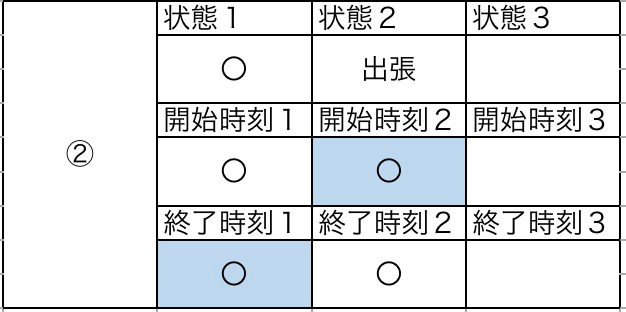 状態１ 状態２ 状態３
② 〇 出張
開始時刻１ 開始時刻２ 開始時刻３
〇 〇
終了時刻１ 終了時刻２ 終了時刻３
〇 〇